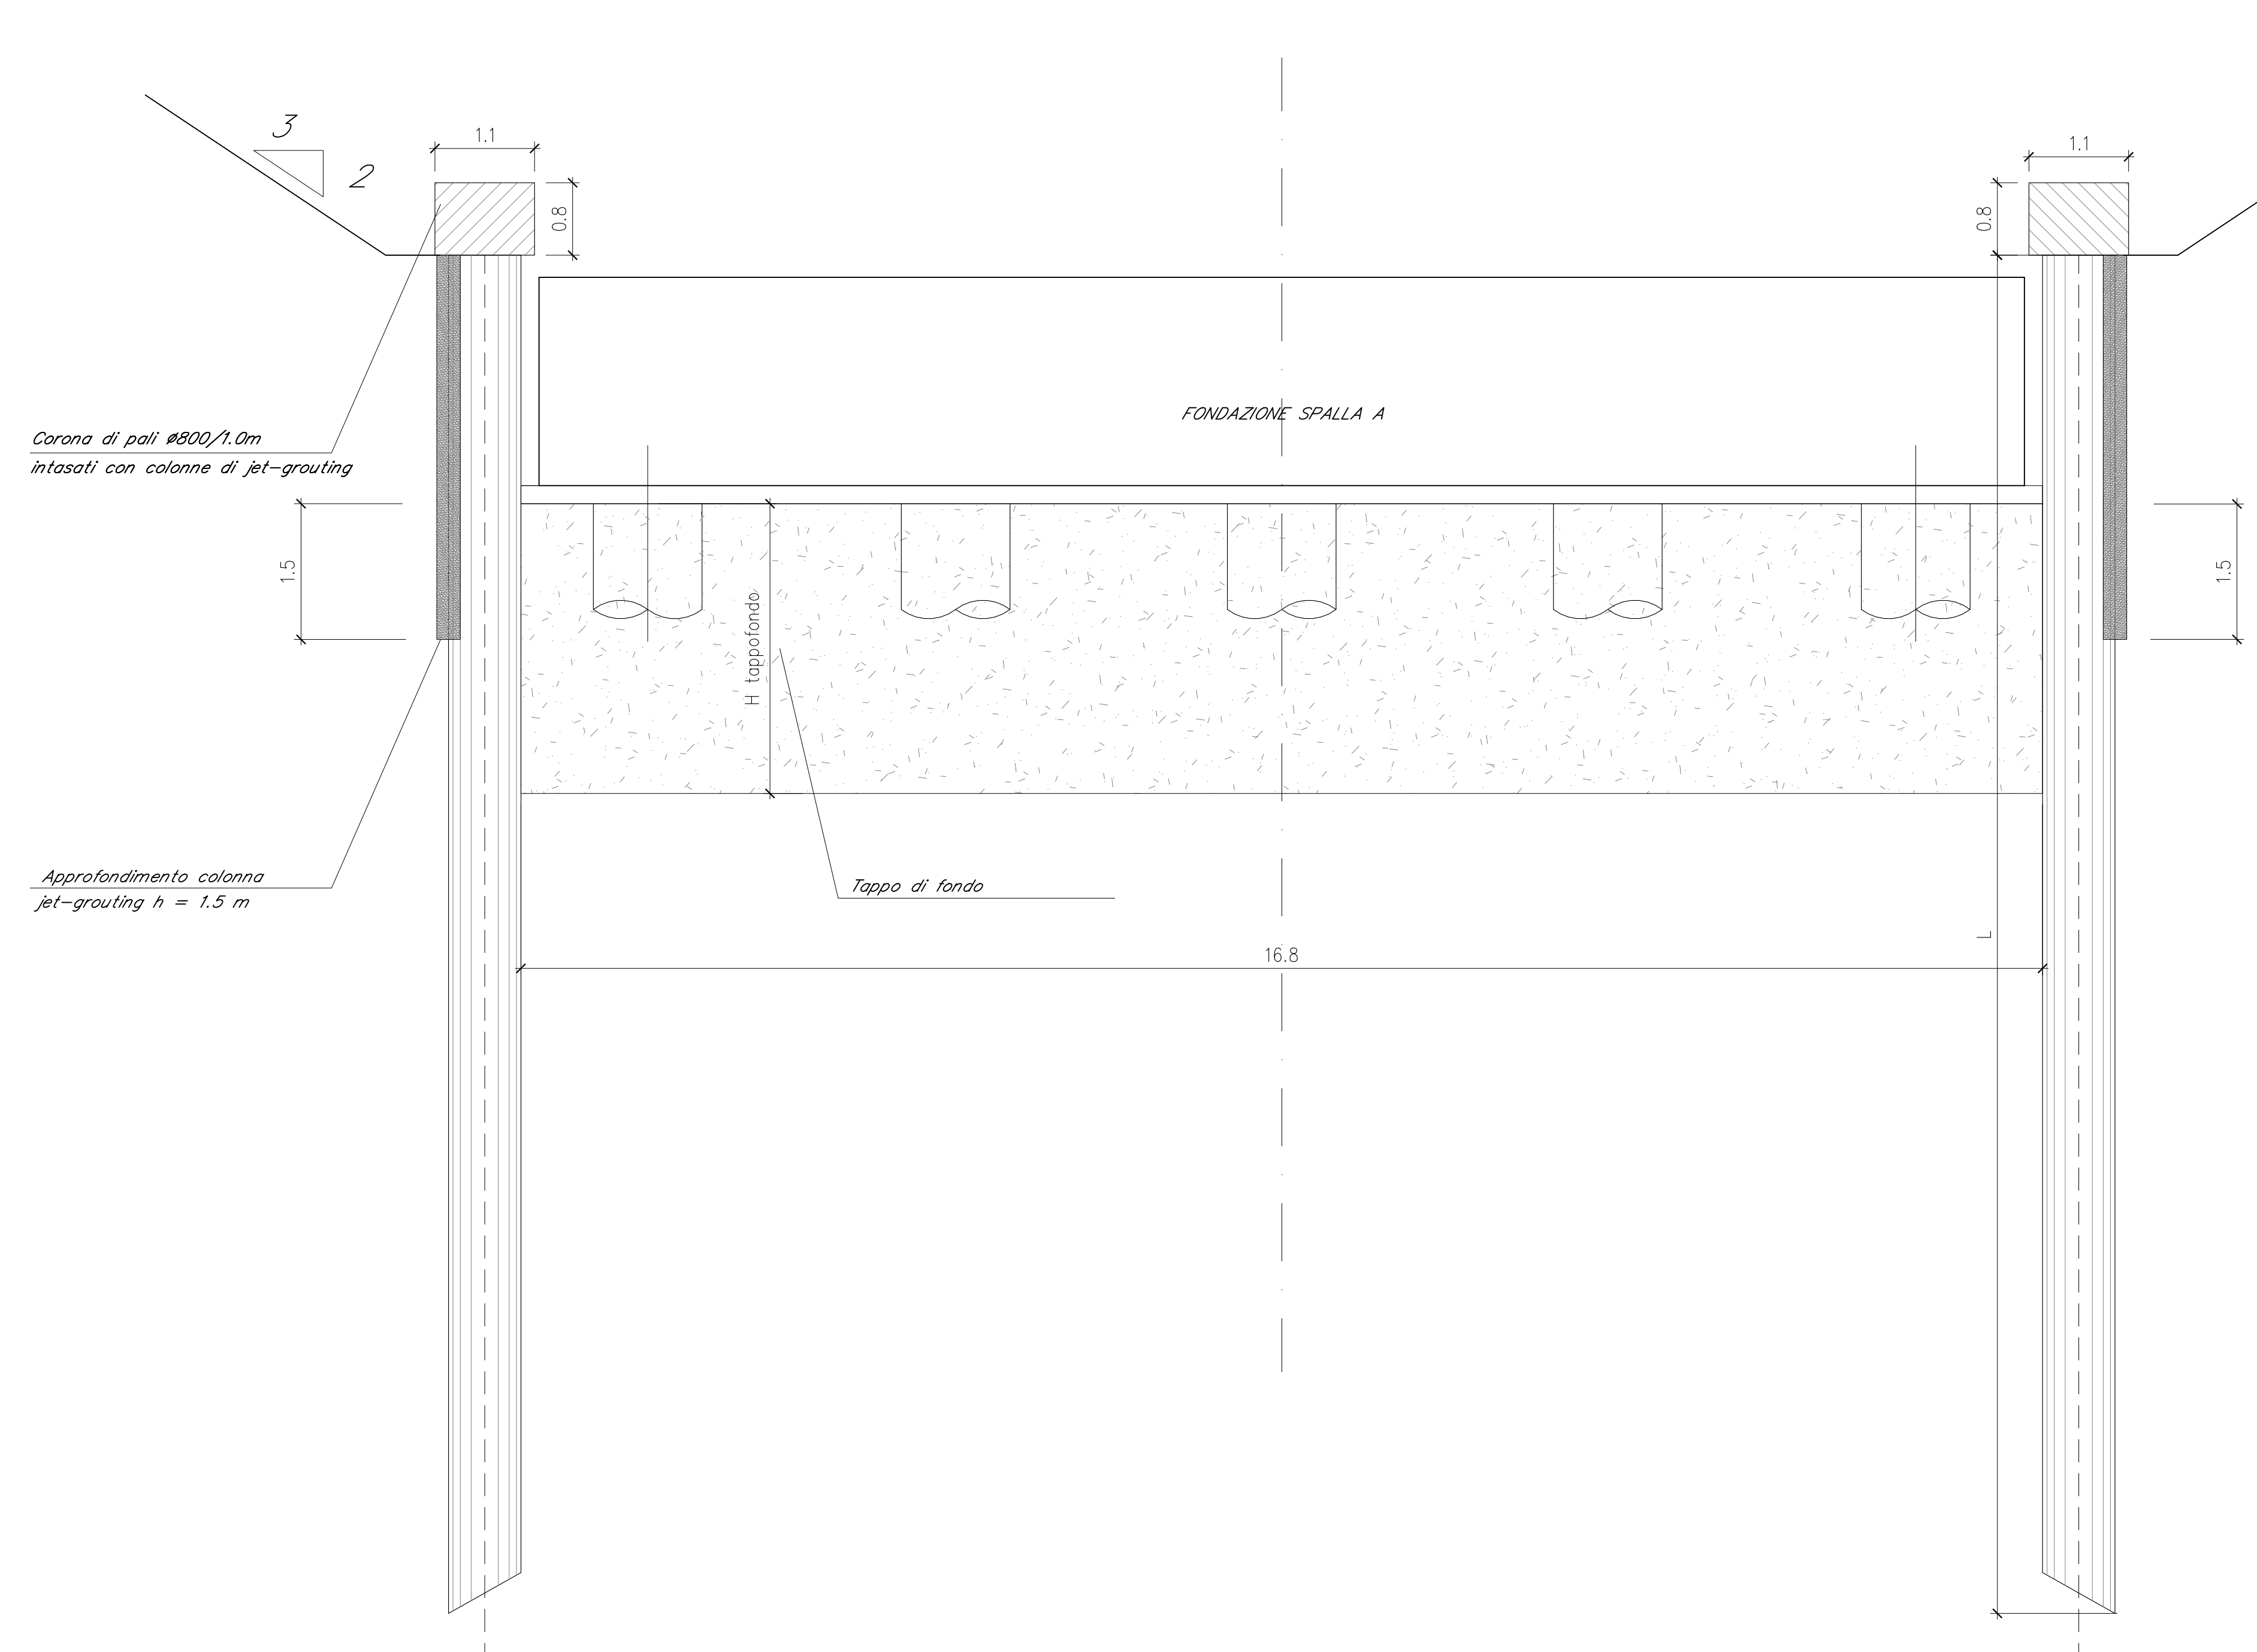 3
2
1.1
1.1
0.8
0.8
FONDAZIONE SPALLA A
Corona di pali ø800/1.0m
intasati con colonne di jet-grouting
1.5
1.5
H tappofondo
Approfondimento colonna
jet-grouting h = 1.5 m
Tappo di fondo
L
16.8